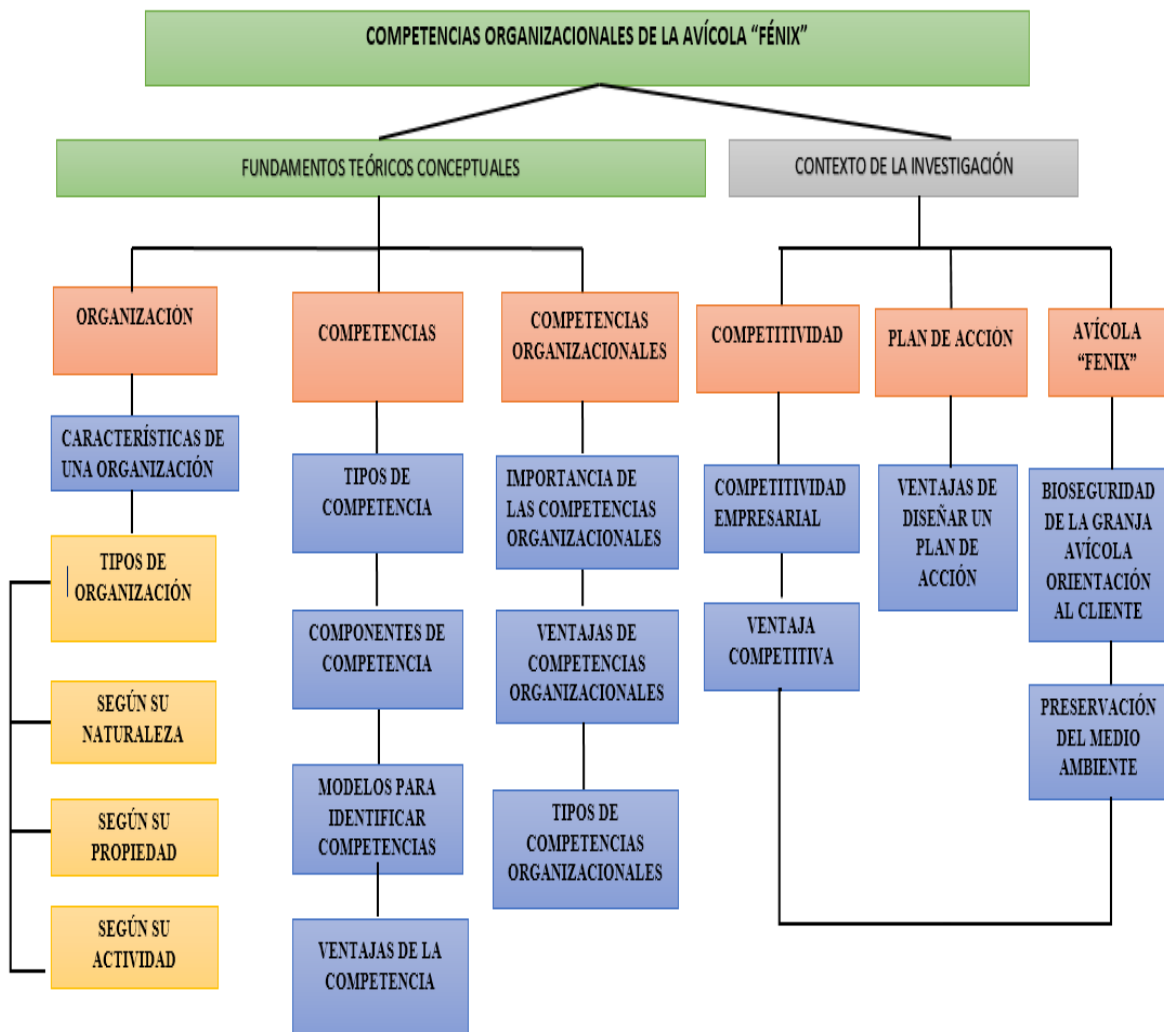 COMPETENCIAS ORGANIZACIONALES DE LA AVÍCOLA “FÉNIX”
FUNDAMENTOS TEÓRICOS CONCEPTUALES
CONTEXTO DE LA INVESTIGACIÓN
ORGANIZACIÓN
COMPETENCIAS
COMPETENCIAS
ORGANIZACIONALES
COMPETITIVIDAD
PLAN DE ACCIÓN
AVÍCOLA
“FENIX”
CARACTERÍSTICAS DE
UNA ORGANIZACIÓN
TIPOS DE
ORGANIZACIÓN
SEGÚN SU
NATURALEZA
SEGÚN SU
PROPIEDAD
SEGÚN SU
ACTIVIDAD
TIPOS DE
COMPETENCIA
COMPONENTES DE
COMPETENCIA
MODELOS PARA
IDENTIFICAR
COMPETENCIAS
VENTAJAS DE LA
COMPETENCIA
IMPORTANCIA DE
LAS COMPETENCIAS
ORGANIZACIONALES
VENTAJAS DE
COMPETENCIAS
ORGANIZACIONALES
TIPOS DE
COMPETENCIAS
ORGANIZACIONALES
COMPETITIVIDAD
EMPRESARIAL
VENTAJA
COMPETITIVA
VENTAJAS DE
DISEÑAR UN
PLAN DE
ACCIÓN
BIOSEGURIDAD
DE LA GRANJA
AVÍCOLA
ORIENTACIÓN
AL CLIENTE
PRESERVACIÓN
DEL MEDIO
AMBIENTE